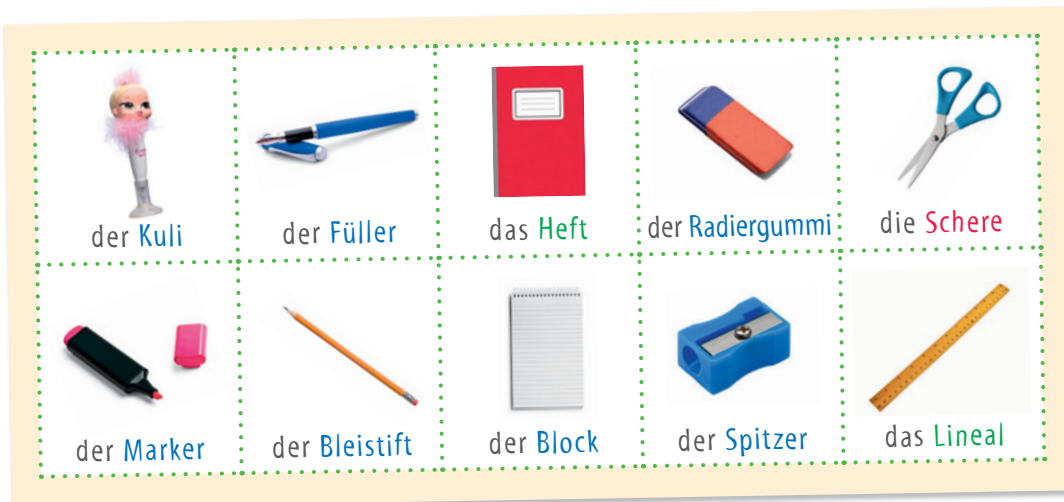 der Kuli
der Füller
das Heft
der Radiergummi
die Schere
der Marker
der Bleistift
der Block
der Spitzer
das Lineal